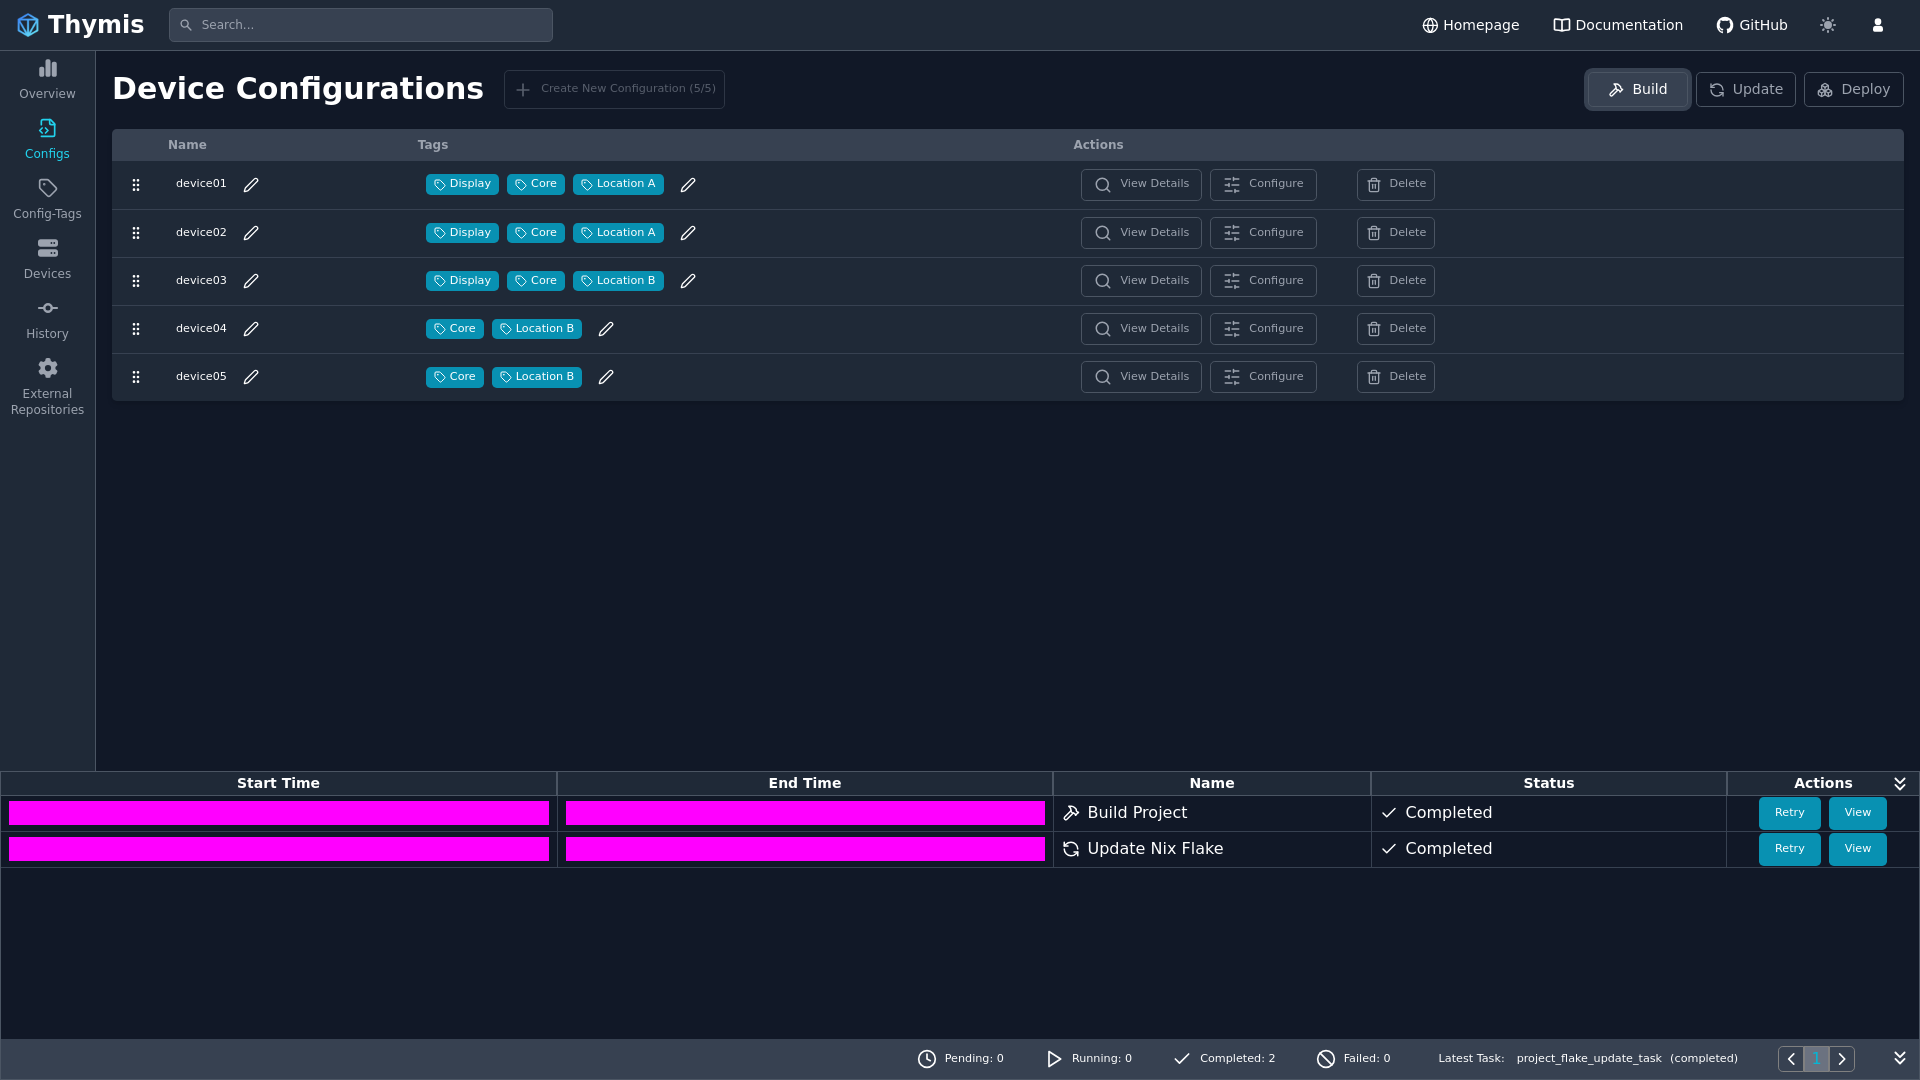 Thymis
Search...
Homepage
Documentation
GitHub
Overview
Configs
Config-Tags
Devices
History
External
Repositories
Device Configurations
Create New Configuration (5/5)
Build
Update
Deploy
Name Tags Actions
device01 Display Core Location A View Details Configure Delete
device02 Display Core Location A View Details Configure Delete
device03 Display Core Location B View Details Configure Delete
device04 Core Location B View Details Configure Delete
device05 Core Location B View Details Configure Delete
Start Time End Time Name Status Actions
Build Project Completed Retry View
Update Nix Flake Completed Retry View
Pending: 0 Running: 0 Completed: 2 Failed: 0 Latest Task: project_flake_update_task (completed) 1